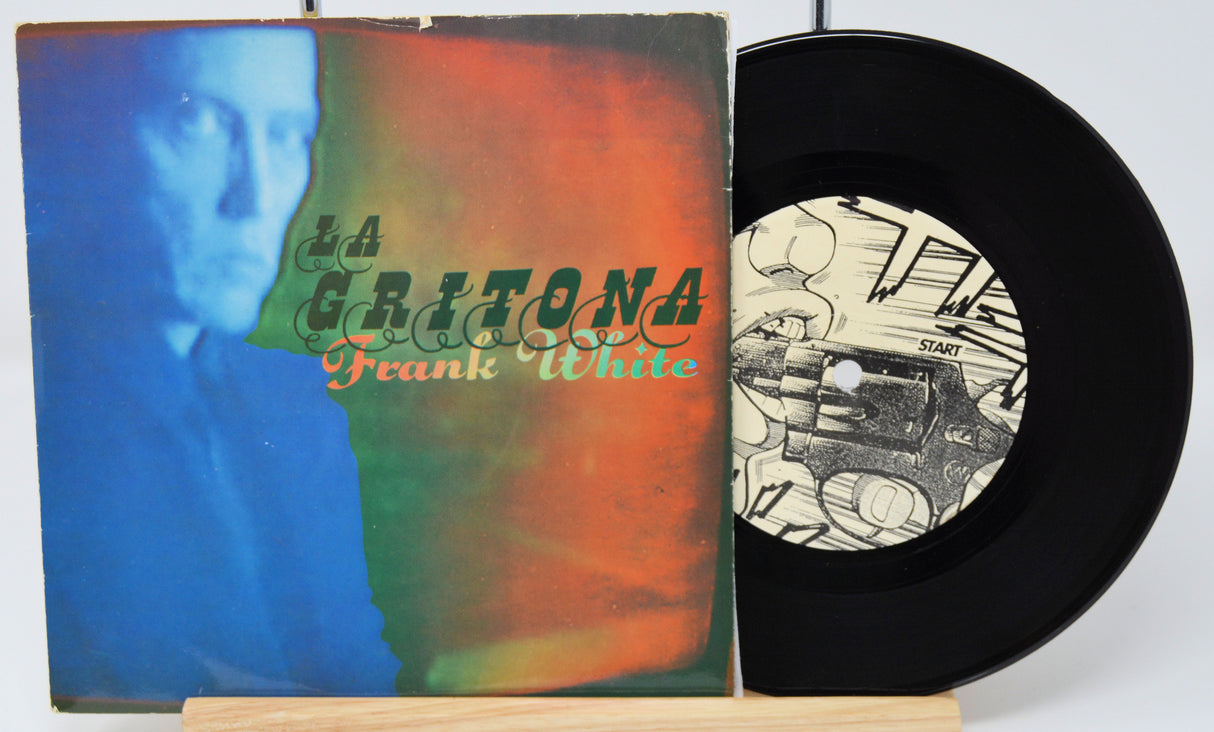 LA
GRITONA
Frank White
START